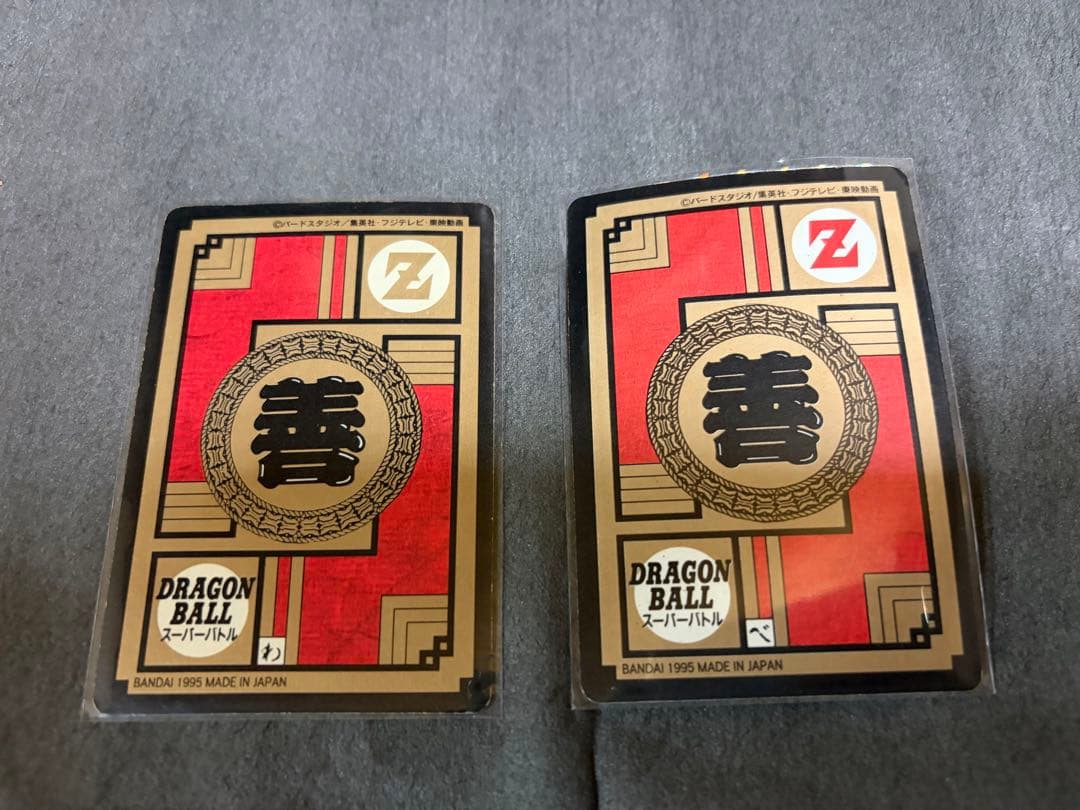 ©バードスタジオ／集英社・フジテレビ・東映動画
Z
善
DRAGON
BALL
スーパーバトル
わ
BANDAI 1995 MADE IN JAPAN
©バードスタジオ/集英社・フジテレビ・東映動画
Z
善
DRAGON
BALL
スーパーバトル
べ
BANDAI 1995 MADE IN JAPAN